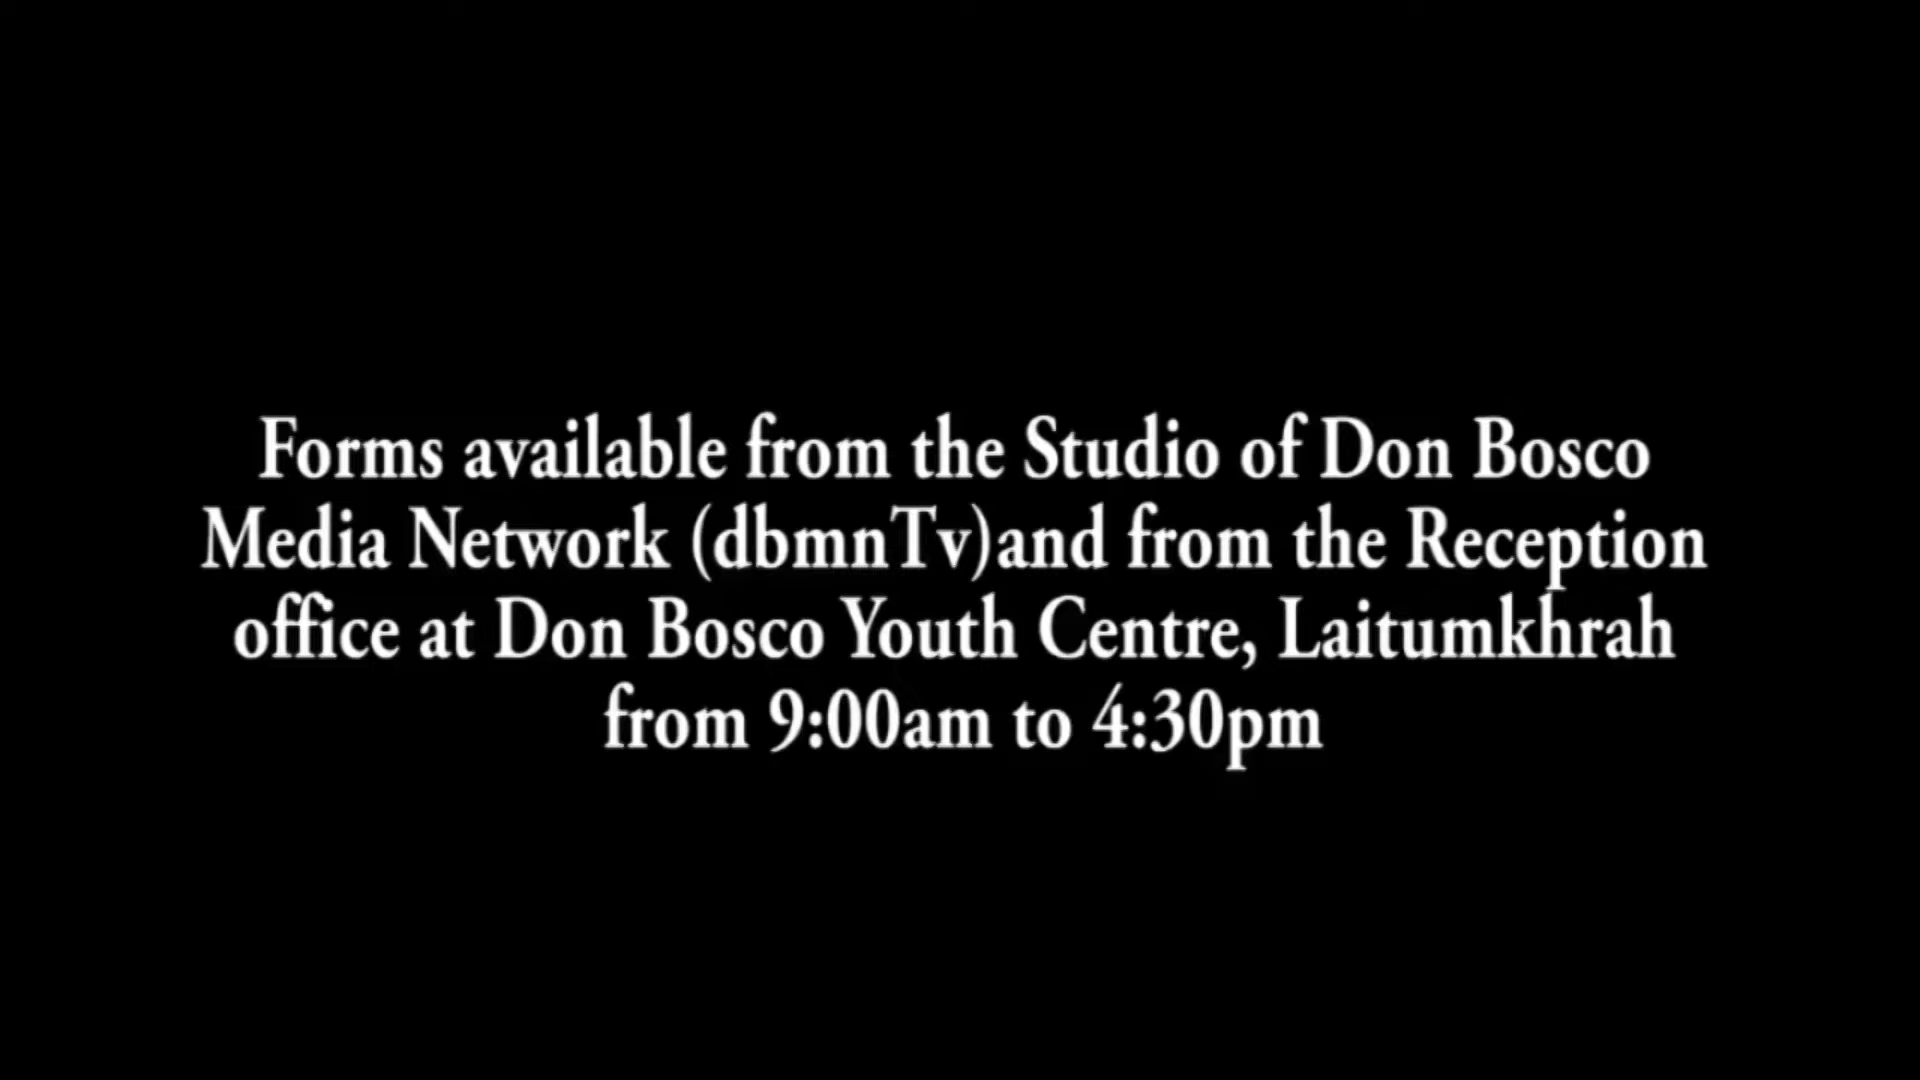 Forms available from the Studio of Don Bosco
Media Network (dbmnTv)and from the Reception
office at Don Bosco Youth Centre, Laitumkhrah
from 9:00am to 4:30pm